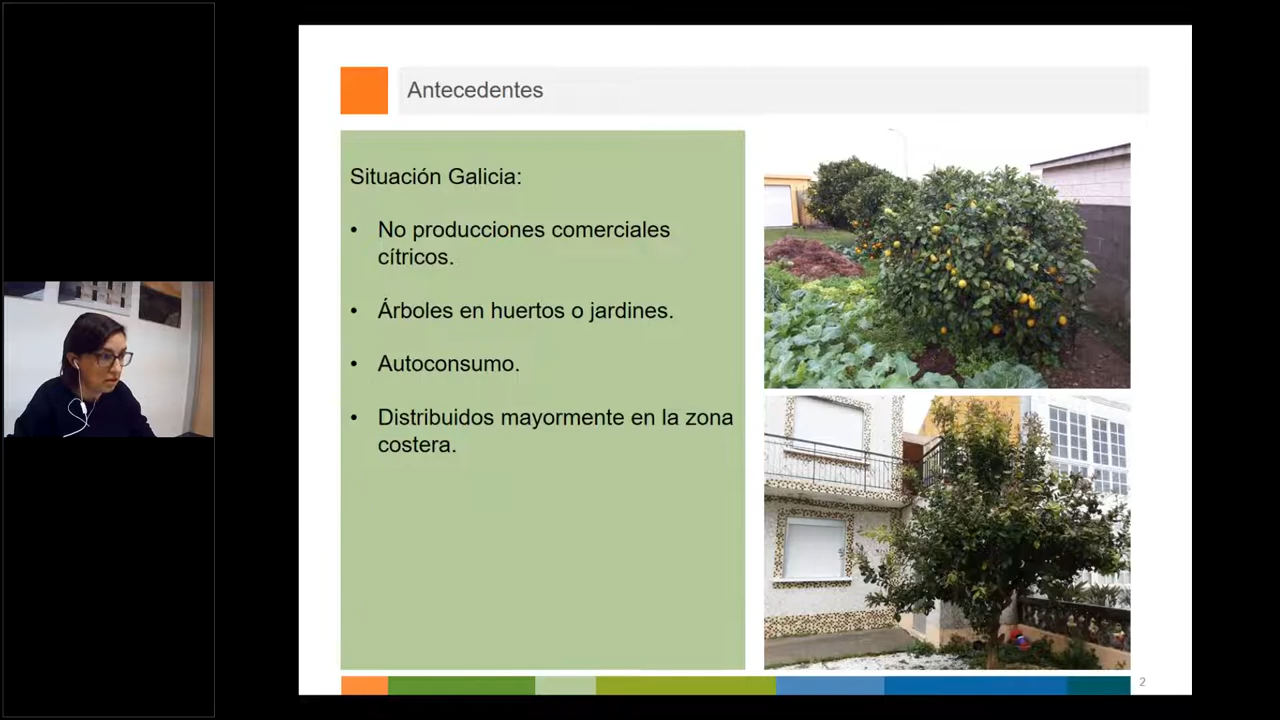 Antecedentes
Situación Galicia:
• No producciones comerciales
cítricos.
• Árboles en huertos o jardines.
• Autoconsumo.
• Distribuidos mayormente en la zona
costera.
2